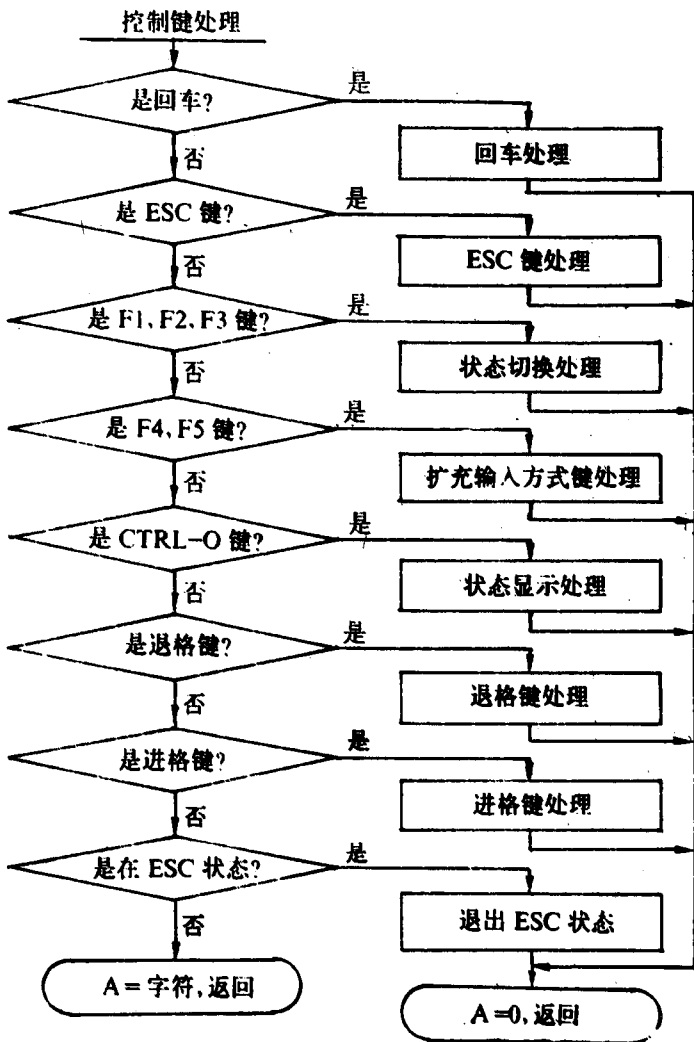 控制键处理
是回车?
是
回车处理
否
是 ESC 键?
是
ESC 键处理
否
是 F1, F2, F3 键?
是
状态切换处理
否
是 F4, F5 键?
是
扩充输入方式键处理
否
是 CTRL-O 键?
是
状态显示处理
否
是退格键?
是
退格键处理
否
是进格键?
是
进格键处理
否
是在 ESC 状态?
是
退出 ESC 状态
否
A = 字符, 返回
A =0, 返回